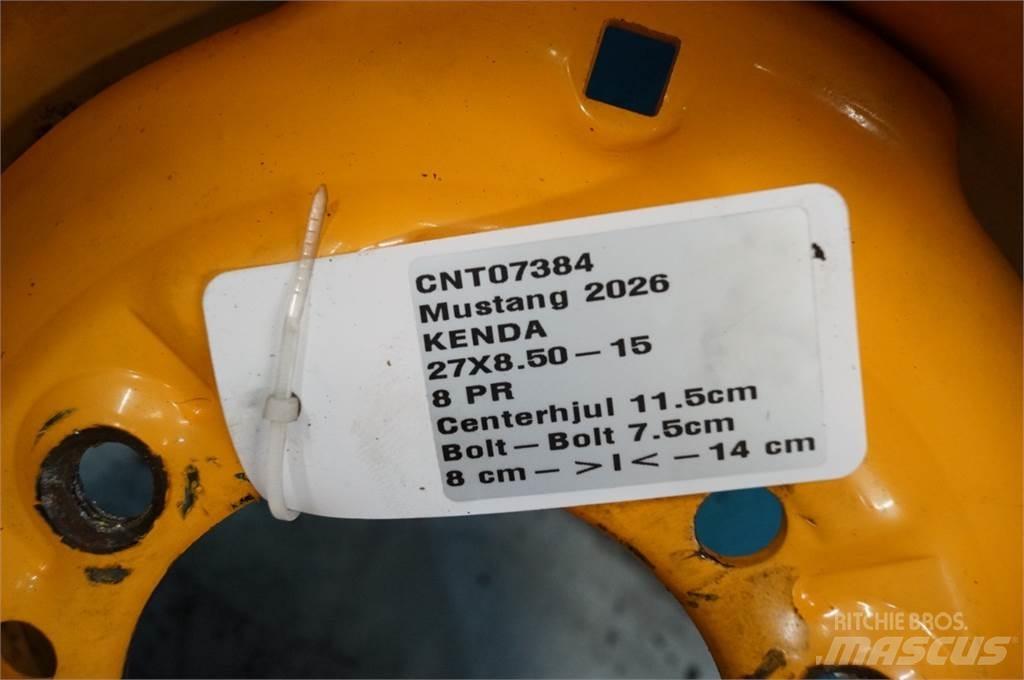 CNT07384
Mustang 2026
KENDA
27X8.50-15
8 PR
Centerhjul 11.5cm
Bolt-Bolt 7.5cm
8 cm->I<-14 cm
RITCHIE BROS.
MASCUS